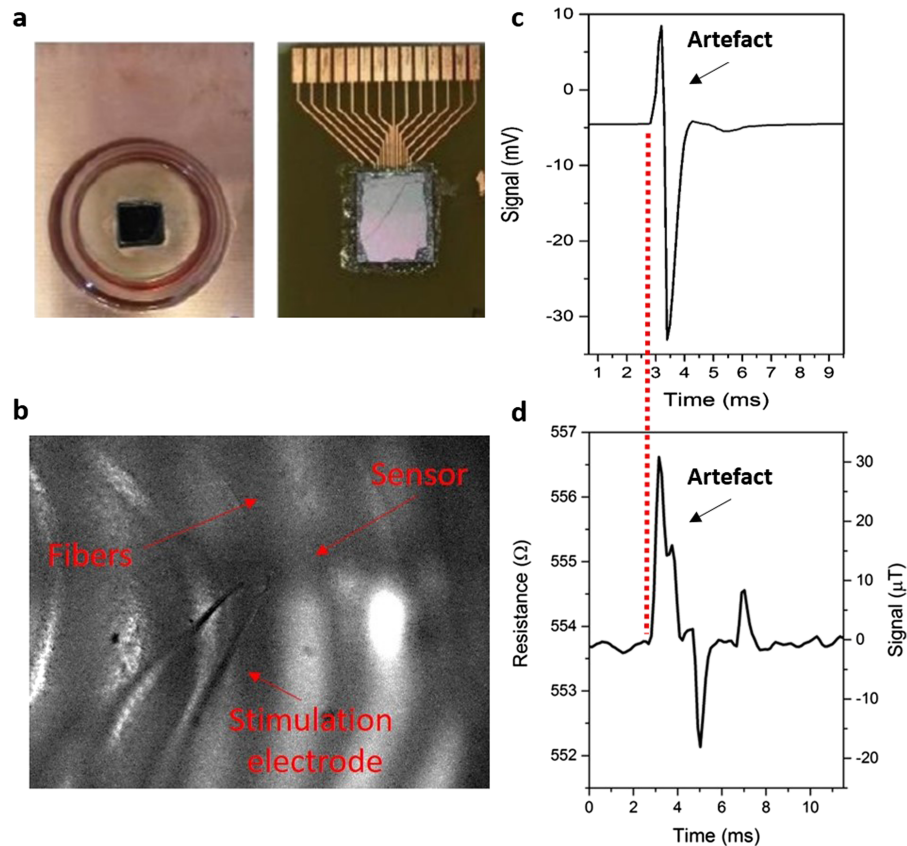 a
b
Fibers
Sensor
Stimulation
electrode
c
10
0
-10
-20
-30
Signal (mV)
Artefact
1 2 3 4 5 6 7 8 9
Time (ms)
d
557
556
555
554
553
552
Resistance (Ω)
Artefact
30
20
10
0
-10
-20
Signal (μT)
0 2 4 6 8 10
Time (ms)